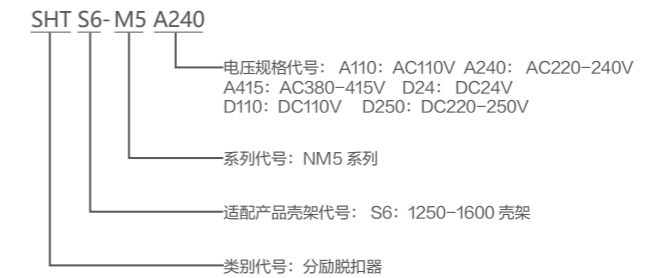 SHT S6-M5 A240
电压规格代号： A110：AC110V A240： AC220-240V
A415：AC380-415V D24：DC24V
D110：DC110V D250：DC220-250V
系列代号：NM5 系列
适配产品壳架代号： S6：1250-1600 壳架
类别代号：分励脱扣器